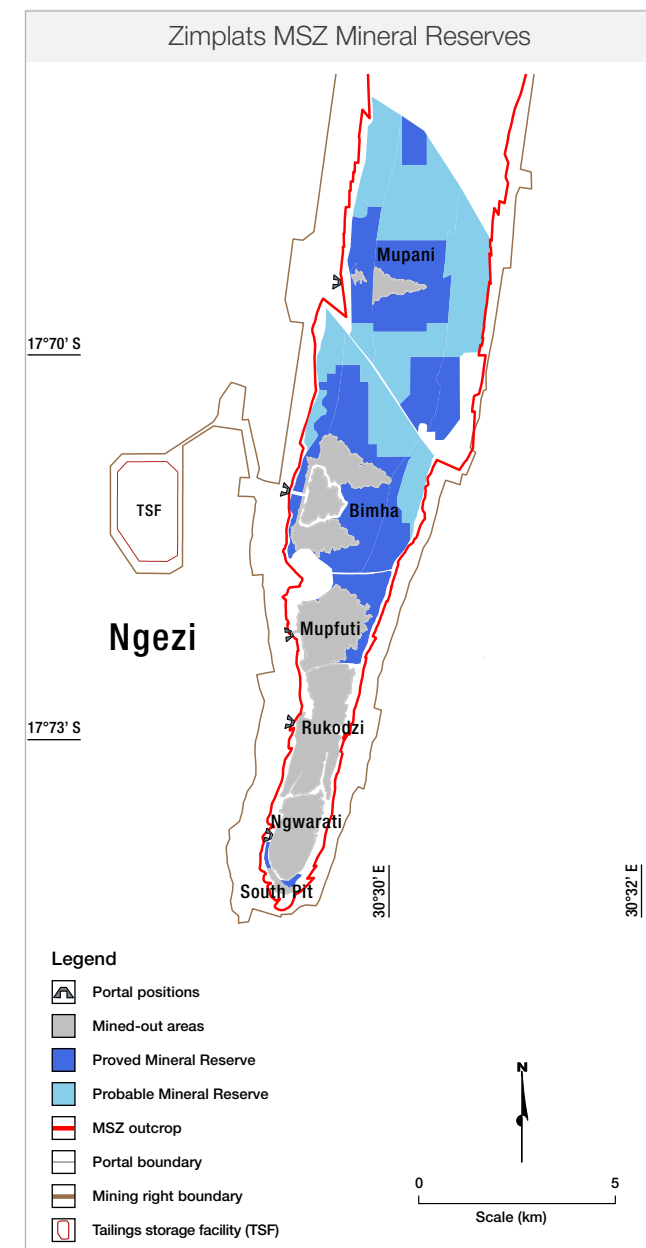 Zimplats MSZ Mineral Reserves
Mupani
17°70' S
TSF
Bimha
Ngezi
Mupfuti
17°73' S
Rukodzi
Ngwarati
South Pit
30°30' E
30°32' E
Legend
Portal positions
Mined-out areas
Proved Mineral Reserve
Probable Mineral Reserve
MSZ outcrop
Portal boundary
Mining right boundary
Tailings storage facility (TSF)
N
0 5
Scale (km)